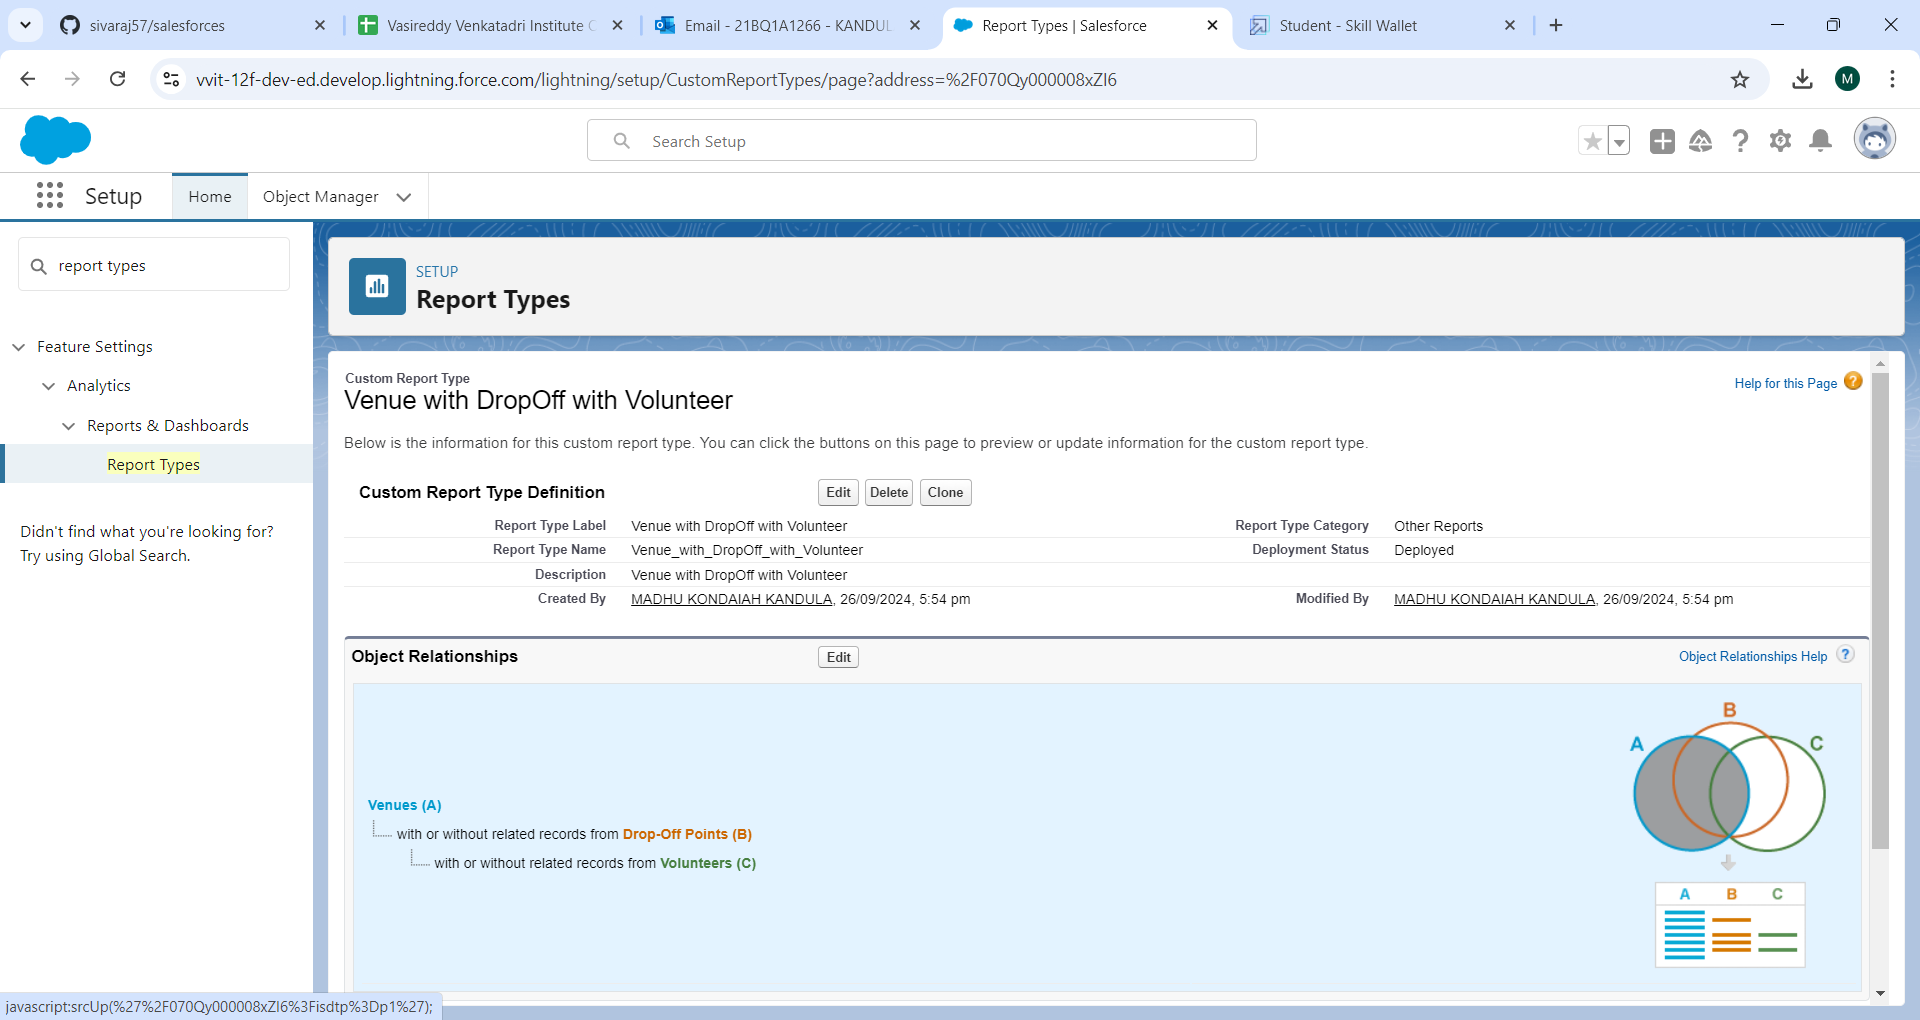 sivaraj57/salesforces
Vasireddy Venkatadri Institute
Email - 21BQ1A1266 - KANDUL
Report Types | Salesforce
Student - Skill Wallet
vvit-12f-dev-ed.develop.lightning.force.com/lightning/setup/CustomReportTypes/page?address=%2F070Qy000008xZI6
M
Search Setup
Setup
Home
Object Manager
report types
Feature Settings
Analytics
Reports & Dashboards
Report Types
Didn't find what you're looking for?
Try using Global Search.
SETUP
Report Types
Custom Report Type
Venue with DropOff with Volunteer
Help for this Page ?
Below is the information for this custom report type. You can click the buttons on this page to preview or update information for the custom report type.
Custom Report Type Definition
Edit Delete Clone
Report Type Label Venue with DropOff with Volunteer Report Type Category Other Reports
Report Type Name Venue_with_DropOff_with_Volunteer Deployment Status Deployed
Description Venue with DropOff with Volunteer
Created By MADHU KONDAIAH KANDULA, 26/09/2024, 5:54 pm Modified By MADHU KONDAIAH KANDULA, 26/09/2024, 5:54 pm
Object Relationships
Edit
Object Relationships Help ?
Venues (A)
with or without related records from Drop-Off Points (B)
with or without related records from Volunteers (C)
B
A C
A B C
javascript:srcUp(%27%2F070Qy000008xZI6%3Fisdtp%3Dp1%27);